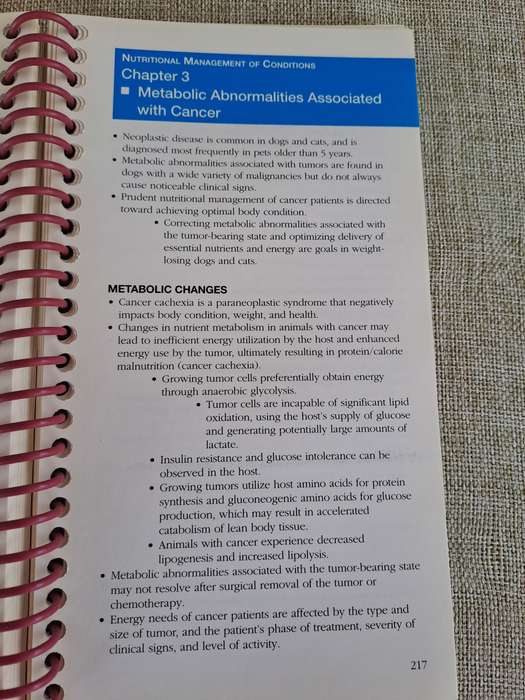 NUTRITIONAL MANAGEMENT OF CONDITIONS
Chapter 3
■ Metabolic Abnormalities Associated
with Cancer
• Neoplastic disease is common in dogs and cats, and is
diagnosed most frequently in pets older than 5 years.
• Metabolic abnormalities associated with tumors are found in
dogs with a wide variety of malignancies but do not always
cause noticeable clinical signs.
• Prudent nutritional management of cancer patients is directed
toward achieving optimal body condition.
• Correcting metabolic abnormalities associated with
the tumor-bearing state and optimizing delivery of
essential nutrients and energy are goals in weight-
losing dogs and cats.
METABOLIC CHANGES
• Cancer cachexia is a paraneoplastic syndrome that negatively
impacts body condition, weight, and health.
• Changes in nutrient metabolism in animals with cancer may
lead to inefficient energy utilization by the host and enhanced
energy use by the tumor, ultimately resulting in protein/calorie
malnutrition (cancer cachexia).
• Growing tumor cells preferentially obtain energy
through anaerobic glycolysis.
• Tumor cells are incapable of significant lipid
oxidation, using the host's supply of glucose
and generating potentially large amounts of
lactate.
• Insulin resistance and glucose intolerance can be
observed in the host.
• Growing tumors utilize host amino acids for protein
synthesis and gluconeogenic amino acids for glucose
production, which may result in accelerated
catabolism of lean body tissue.
• Animals with cancer experience decreased
lipogenesis and increased lipolysis.
• Metabolic abnormalities associated with the tumor-bearing state
may not resolve after surgical removal of the tumor or
chemotherapy.
• Energy needs of cancer patients are affected by the type and
size of tumor, and the patient's phase of treatment, severity of
clinical signs, and level of activity.
217